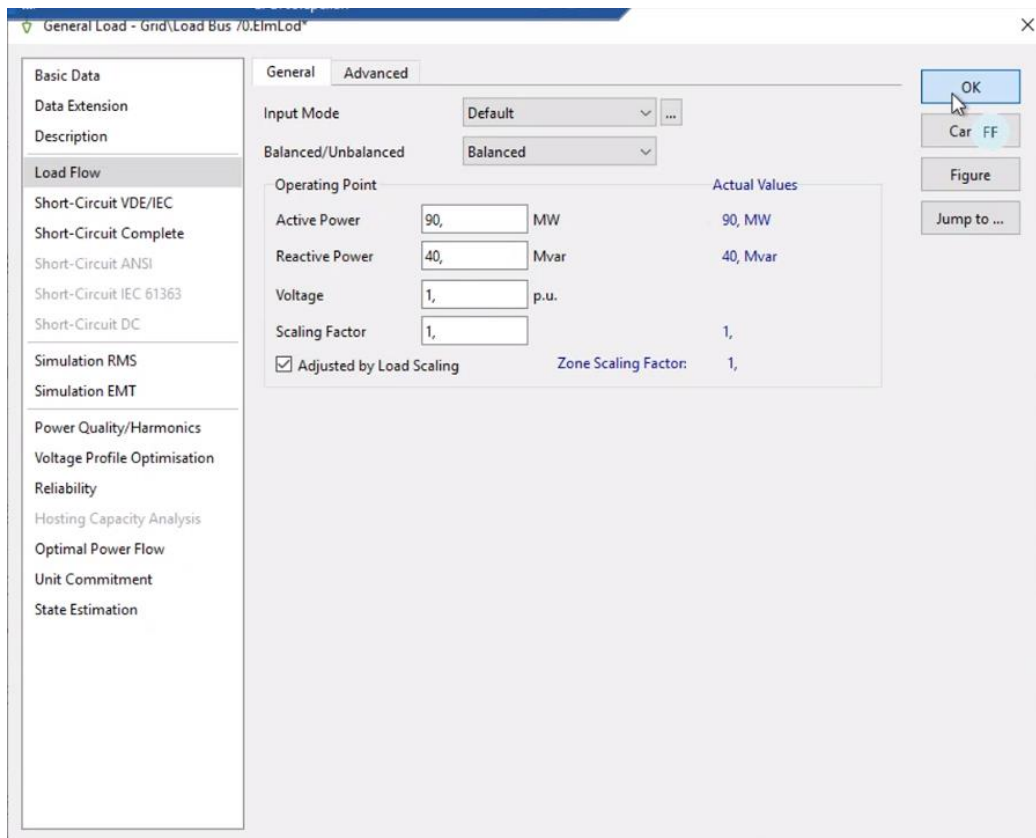 General Load - Grid\Load Bus 70.ElmLod*
Basic Data
Data Extension
Description
Load Flow
Short-Circuit VDE/IEC
Short-Circuit Complete
Short-Circuit ANSI
Short-Circuit IEC 61363
Short-Circuit DC
Simulation RMS
Simulation EMT
Power Quality/Harmonics
Voltage Profile Optimisation
Reliability
Hosting Capacity Analysis
Optimal Power Flow
Unit Commitment
State Estimation
General Advanced
Input Mode Default ...
Balanced/Unbalanced Balanced
Operating Point Actual Values
Active Power 90, MW 90, MW
Reactive Power 40, Mvar 40, Mvar
Voltage 1, p.u.
Scaling Factor 1, 1,
Adjusted by Load Scaling Zone Scaling Factor: 1,
OK
Can FF
Figure
Jump to ...